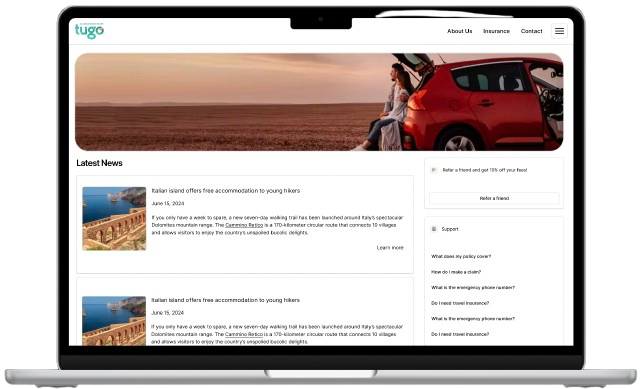 tugo
About Us
Insurance
Contact
Latest News
Italian island offers free accommodation to young hikers
June 15, 2024
If you only have a week to spare, a new seven-day walking trail has been launched around Italy's spectacular
Dolomites mountain range. The Cammino Retico is a 170-kilometer circular route that connects 10 villages
and allows visitors to enjoy the country's unspoiled bucolic delights.
Learn more
Italian island offers free accommodation to young hikers
June 15, 2024
If you only have a week to spare, a new seven-day walking trail has been launched around Italy's spectacular
Dolomites mountain range. The Cammino Retico is a 170-kilometer circular route that connects 10 villages
and allows visitors to enjoy the country's unspoiled bucolic delights.
Refer a friend and get 10% off your fees!
Refer a friend
Support
What does my policy cover?
How do I make a claim?
What is the emergency phone number?
Do I need travel insurance?
What is the emergency phone number?
Do I need travel insurance?